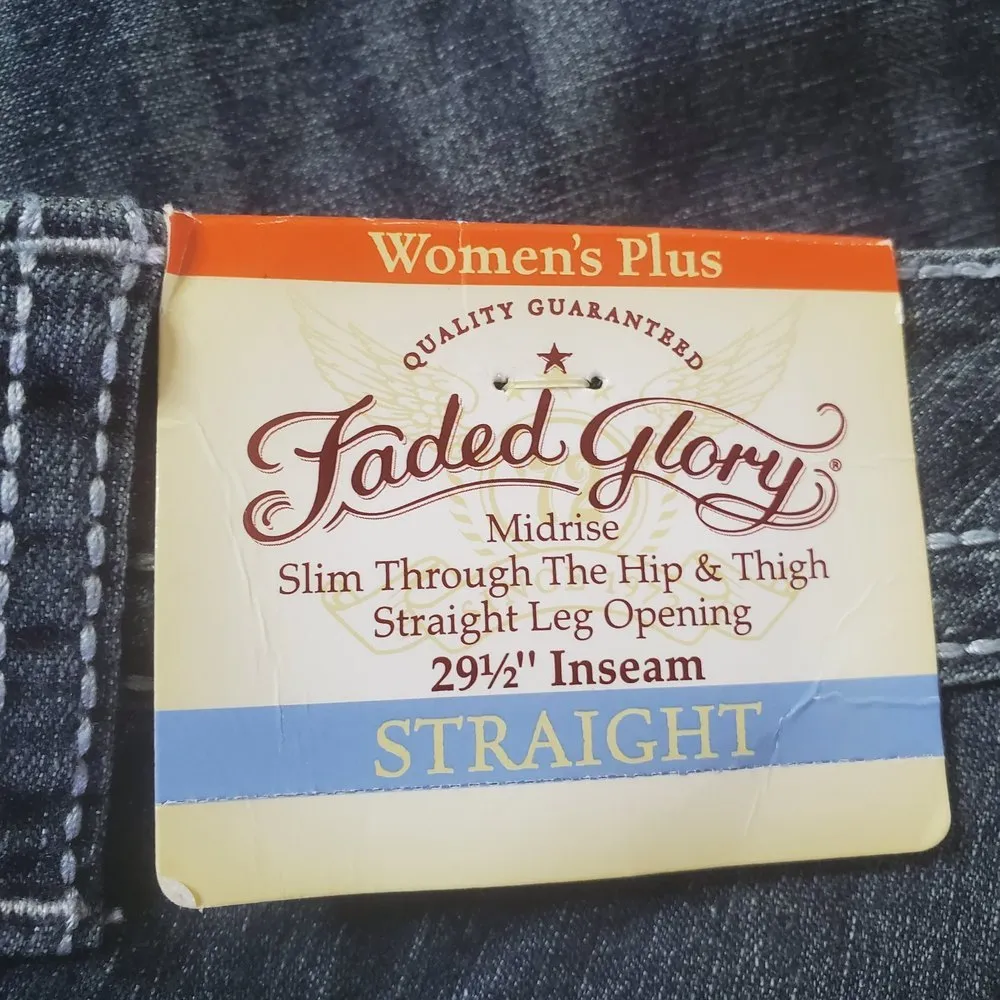 Women's Plus
QUALITY GUARANTEED
Faded Glory®
Midrise
Slim Through The Hip & Thigh
Straight Leg Opening
29½" Inseam
STRAIGHT